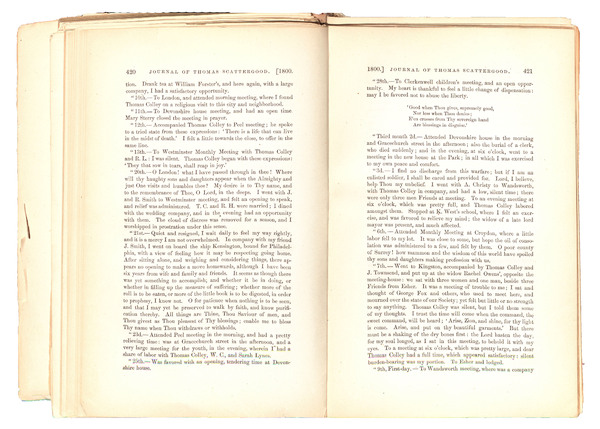 420 JOURNAL OF THOMAS SCATTERGOOD. [1800.
tion. Drank tea at William Forster's, and here again, with a large
company, I had a satisfactory opportunity.
"10th.—To London, and attended morning meeting, where I found
Thomas Colley on a religious visit to this city and neighborhood.
"11th.—To Devonshire house meeting, and had an open time
Mary Storry closed the meeting in prayer.
"12th.—Accompanied Thomas Colley to Peel meeting; he spoke
to a tried state from these expressions: 'There is a life that can live
in the midst of death.' I felt a little towards the close, to offer in the
same line.
"15th.—To Westminster Monthly Meeting with Thomas Colley
and R. L.: I was silent. Thomas Colley began with these expressions:
'They that sow in tears, shall reap in joy.'
"20th.—O London! what I have passed through in thee! Where
will thy haughty sons and daughters appear when the Almighty and
just One visits and humbles thee? My desire is to Thy name, and
to the remembrance of Thee, O Lord, in the deeps. I went with J.
and R. Smith to Westminster meeting, and felt an opening to speak,
and relief was administered. T. C. and R. H. were married; I dined
with the wedding company, and in the evening had an opportunity
with them. The cloud of distress was removed for a season, and I
worshipped in prostration under this sense.
"21st.—Quiet and resigned, I wait daily to feel my way rightly,
and it is a mercy I am not overwhelmed. In company with my friend
J. Smith, I went on board the ship Kensington, bound for Philadel-
phia, with a view of feeling how it may be respecting going home.
After sitting alone, and weighing and considering things, there ap-
pears no opening to make a move homewards, although I have been
six years from wife and family and friends. It seems as though there
was yet something to accomplish, and whether it be in doing, or
whether in filling up the measure of suffering; whether more of the
roll is to be eaten, or more of the little book is to be digested, in order
to prophesy, I know not. O for patience when nothing is to be seen,
and that I may yet be preserved to walk by faith, and know purifi-
cation thereby. All things are Thine, Thou Saviour of men, and
Thou givest as Thou pleasest of Thy blessings; enable me to bless
Thy name when Thou withdrawest or withholds.
"23d.—Attended Peel meeting in the morning, and had a pretty
relieving time: was at Gracechurch street in the afternoon, and a
very large meeting for the youth, in the evening, wherein I had a
share of labor with Thomas Colley, W. C., and Sarah Lynes.
"25th.—Was favored with an opening, tendering time at Devon-
shire house.
1800.] JOURNAL OF THOMAS SCATTERGOOD. 421
"28th.—To Clerkenwell children's meeting, and an open oppor-
tunity. My heart is thankful to feel a little change of dispensation:
may I be favored not to abuse the liberty.
'Good when Thou gives, supremely good,
Not less when Thou denies;
E'en crosses from Thy sovereign hand
Are blessings in disguise.'
"Third month 2d.—Attended Devonshire house in the morning
and Gracechurch street in the afternoon; also the burial of a clerk,
who died suddenly; and in the evening, at six o'clock, went to a
meeting in the new house at the Park; in all which I was exercised
to my own peace and comfort.
"3d.—I find no discharge from this warfare; but if I am an
enlisted soldier, I shall be cared and provided for. Lord, I believe,
help Thou my unbelief. I went with A. Christy to Wandsworth,
with Thomas Colley in company, and had a low, silent time; there
were only three men Friends at meeting. To an evening meeting at
six o'clock, which was pretty full, and Thomas Colley labored
amongst them. Stopped at K. West's school, whose I felt an exer-
cise, and was favored to relieve my mind; the widow of a late lord
mayor was present, and much affected.
"6th.—Attended Monthly Meeting at Croydon, where a little
labor fell to my lot. It was close to some, but hope the oil of conso-
lation was administered to a few, and felt by them. O poor county
of Surrey! how mammon and the wisdom of this world have spoiled
thy sons and daughters making profession with us.
"7th.—Went to Kingston, accompanied by Thomas Colley and
J. Townsend, and put up at the widow Rachel Owens', opposite the
meeting-house: we sat with three women and one man, beside three
Friends from Esher. It was a meeting of trouble to me; I sat and
thought of George Fox and others, who used to meet here, and
mourned over the state of our Society; yet felt but little or no strength
to say anything. Thomas Colley was silent, but I told them some
of my thoughts. I trust the time will come when the command, the
sweet command, will be heard; 'Arise, Zion, and shine, for thy light
is come. Arise, and put on thy beautiful garments.' But there
must be a shaking of the dry bones first: the Lord hasten the day,
for my soul longed, as I sat in this meeting, to behold it with my
eyes. To a meeting at six o'clock, which was pretty large, and dear
Thomas Colley had a full time, which appeared satisfactory: silent
burden-bearing was my portion. To Esher and lodged.
"9th, First-day.—To Wandsworth meeting, where was a company